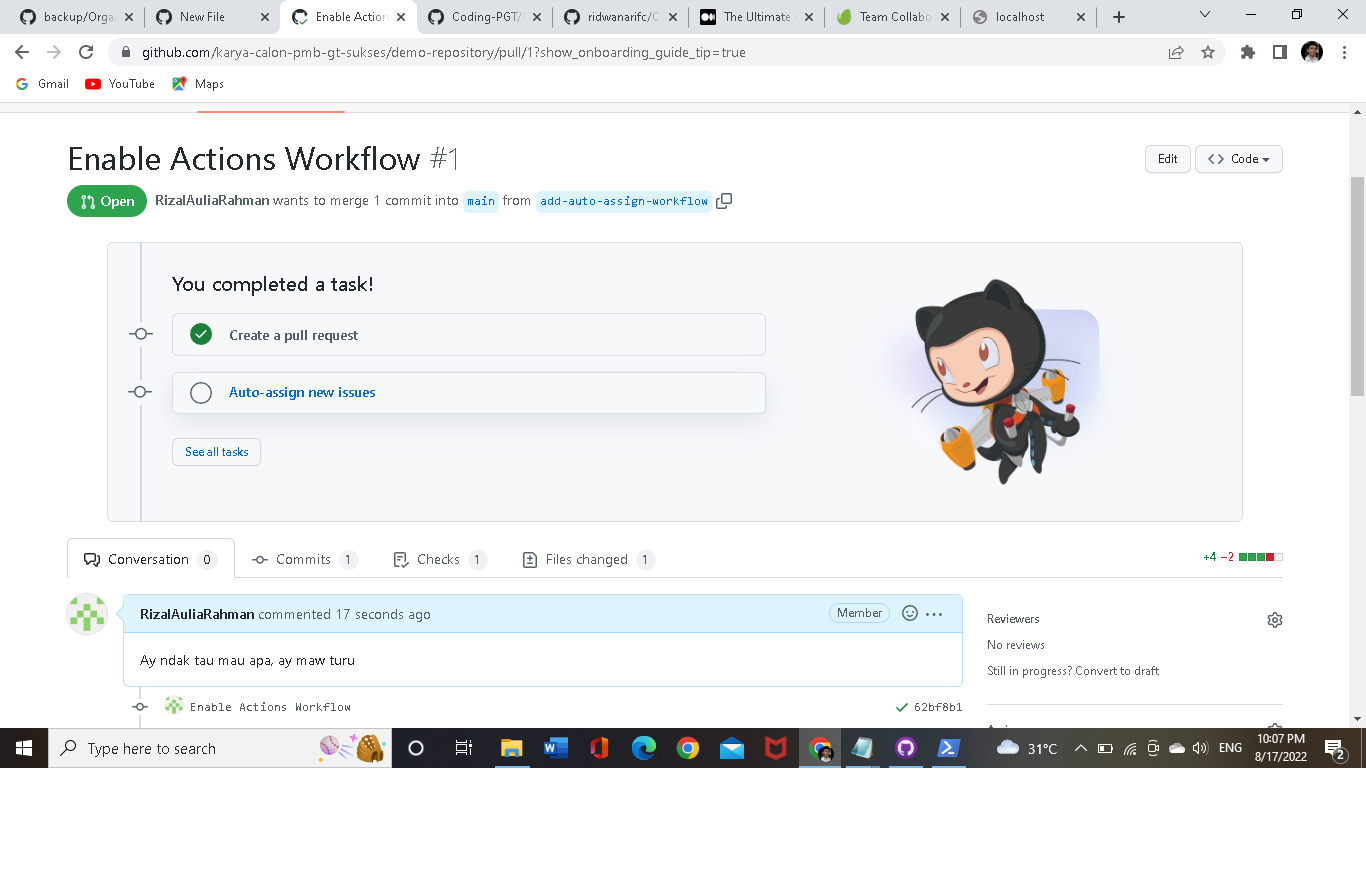 backup/Orga
New File
Enable Action
Coding-PGT/
ridwanarifc/C
The Ultimate
Team Collabo
localhost
github.com/karya-calon-pmb-gt-sukses/demo-repository/pull/1?show_onboarding_guide_tip=true
Gmail YouTube Maps
Enable Actions Workflow #1
Edit
<> Code
Open
RizalAuliaRahman wants to merge 1 commit into main from add-auto-assign-workflow
You completed a task!
Create a pull request
Auto-assign new issues
See all tasks
Conversation 0
Commits 1
Checks 1
Files changed 1
+4 −2
RizalAuliaRahman commented 17 seconds ago
Member
Ay ndak tau mau apa, ay maw turu
Enable Actions Workflow
62bf8b1
Reviewers
No reviews
Still in progress? Convert to draft
Type here to search
31°C
ENG
10:07 PM
8/17/2022
2